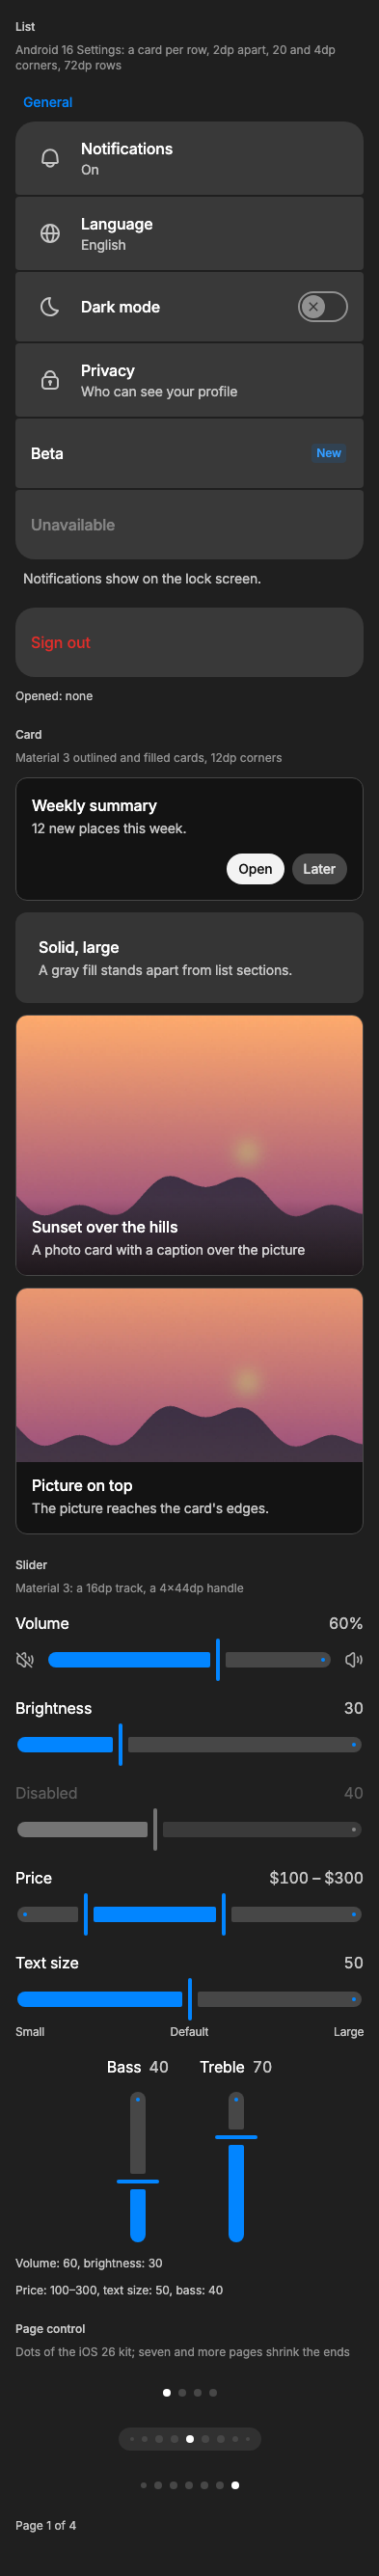 List
Android 16 Settings: a card per row, 2dp apart, 20 and 4dp
corners, 72dp rows
General
Notifications
On
Language
English
Dark mode
Privacy
Who can see your profile
Beta
New
Unavailable
Notifications show on the lock screen.
Sign out
Opened: none
Card
Material 3 outlined and filled cards, 12dp corners
Weekly summary
12 new places this week.
Open
Later
Solid, large
A gray fill stands apart from list sections.
Sunset over the hills
A photo card with a caption over the picture
Picture on top
The picture reaches the card's edges.
Slider
Material 3: a 16dp track, a 4×44dp handle
Volume 60%
Brightness 30
Disabled 40
Price $100 – $300
Text size 50
Small Default Large
Bass 40 Treble 70
Volume: 60, brightness: 30
Price: 100–300, text size: 50, bass: 40
Page control
Dots of the iOS 26 kit; seven and more pages shrink the ends
Page 1 of 4